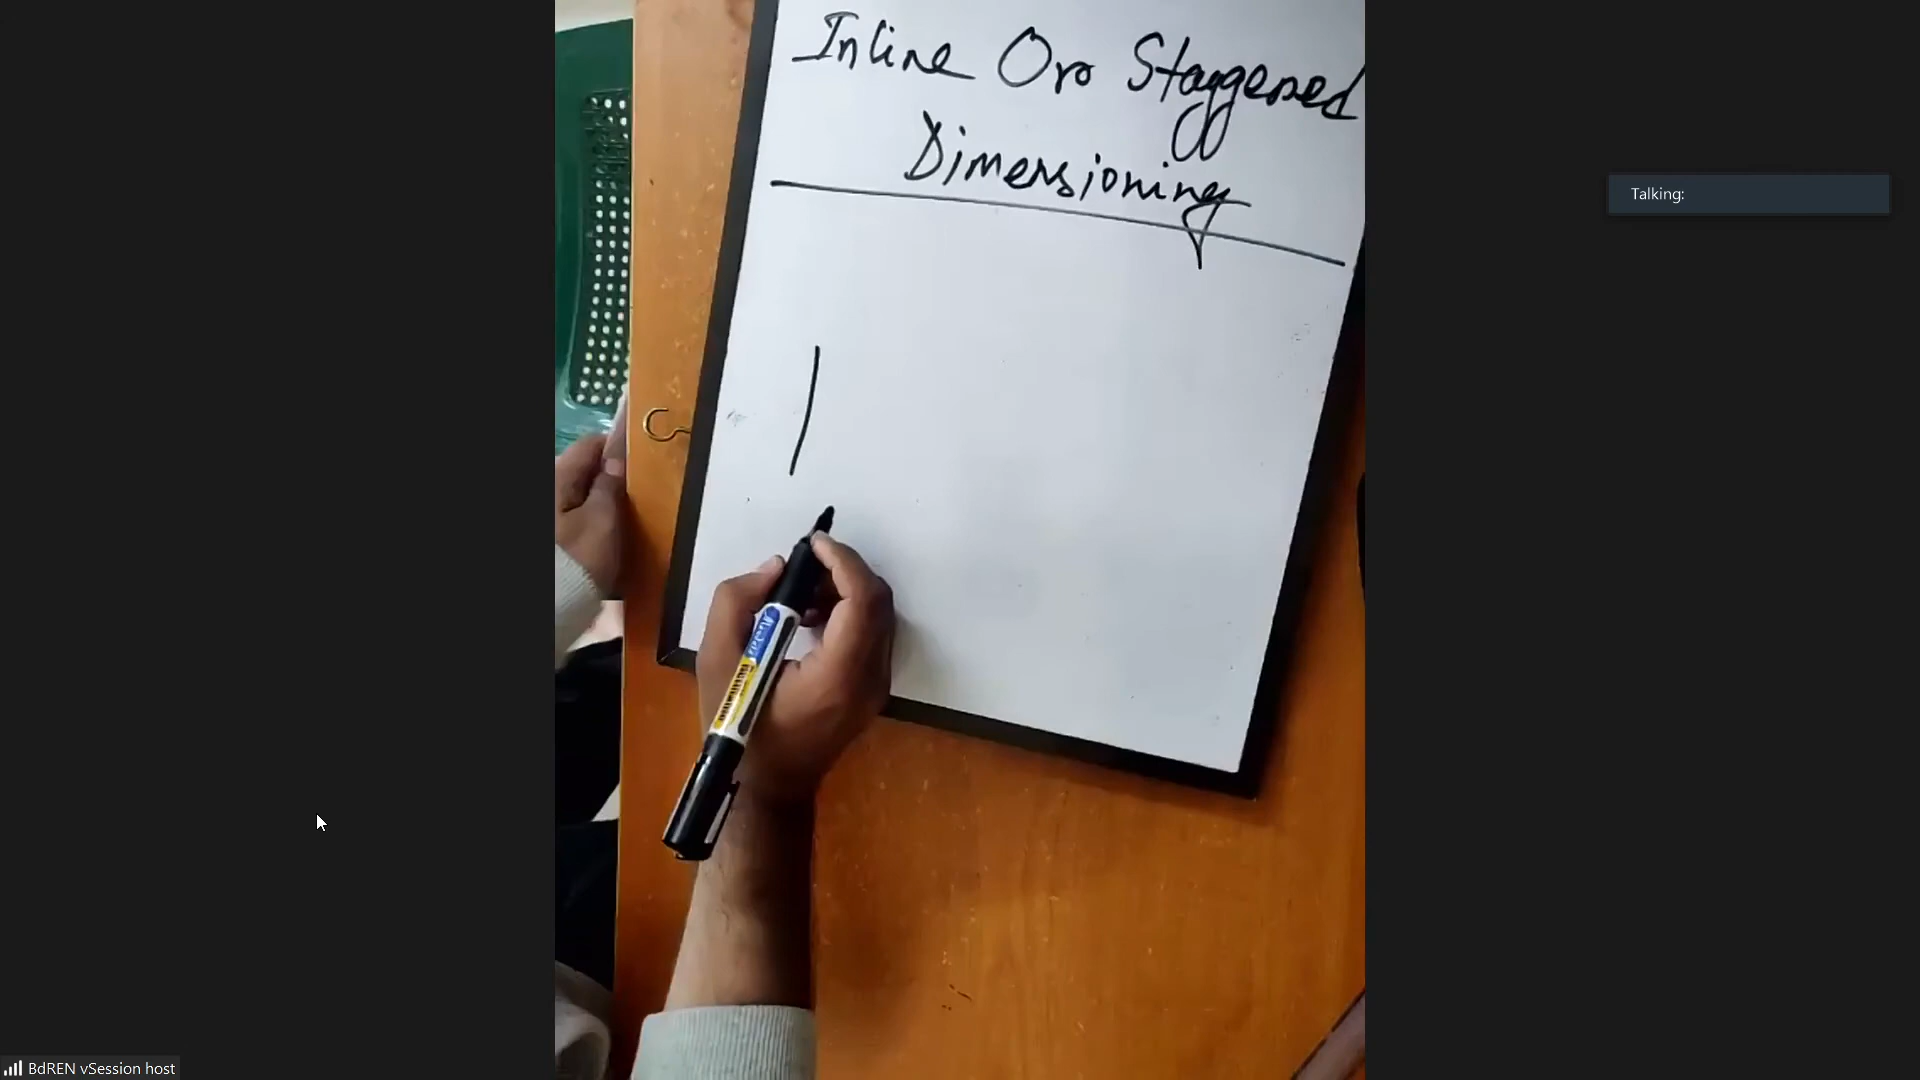 Inline Or Staggered
Dimensioning
Talking:
BdREN vSession host